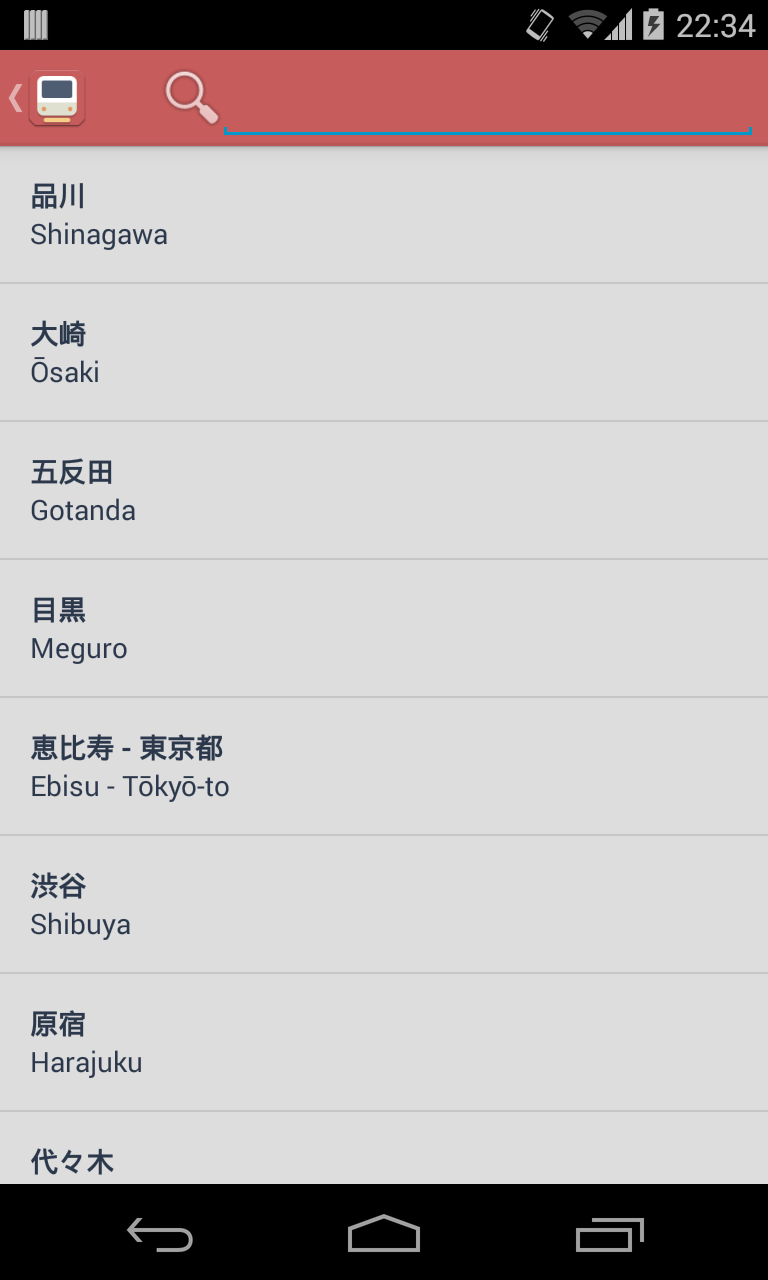 22:34
品川
Shinagawa
大崎
Ōsaki
五反田
Gotanda
目黒
Meguro
恵比寿 - 東京都
Ebisu - Tōkyō-to
渋谷
Shibuya
原宿
Harajuku
代々木